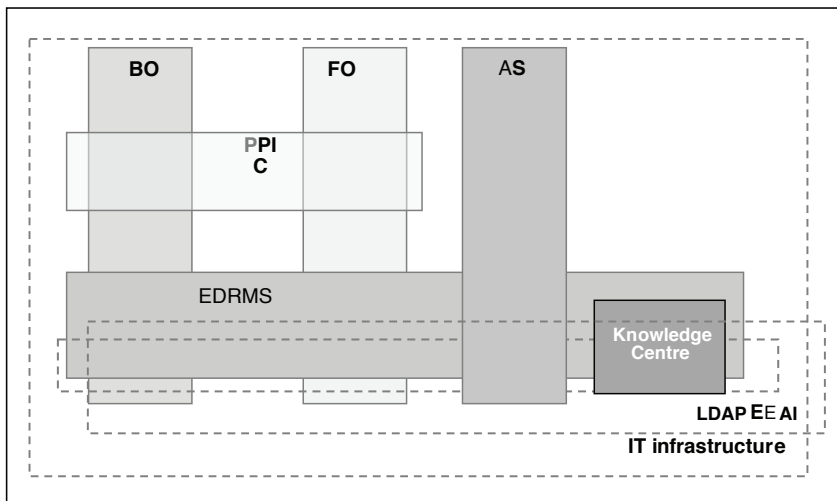 BO
FO
AS
PPI
C
EDRMS
Knowledge
Centre
LDAP EE AI
IT infrastructure